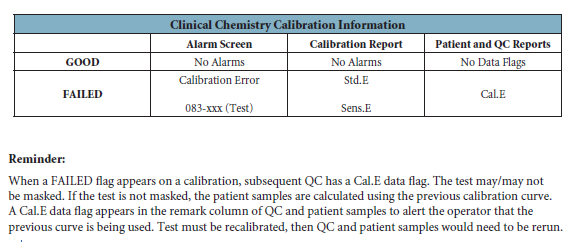 Clinical Chemistry Calibration Information
Alarm Screen Calibration Report Patient and QC Reports
GOOD No Alarms No Alarms No Data Flags
FAILED Calibration Error Std.E Cal.E
083-xxx (Test) Sens.E
Reminder:
When a FAILED flag appears on a calibration, subsequent QC has a Cal.E data flag. The test may/may not
be masked. If the test is not masked, the patient samples are calculated using the previous calibration curve.
A Cal.E data flag appears in the remark column of QC and patient samples to alert the operator that the
previous curve is being used. Test must be recalibrated, then QC and patient samples would need to be rerun.